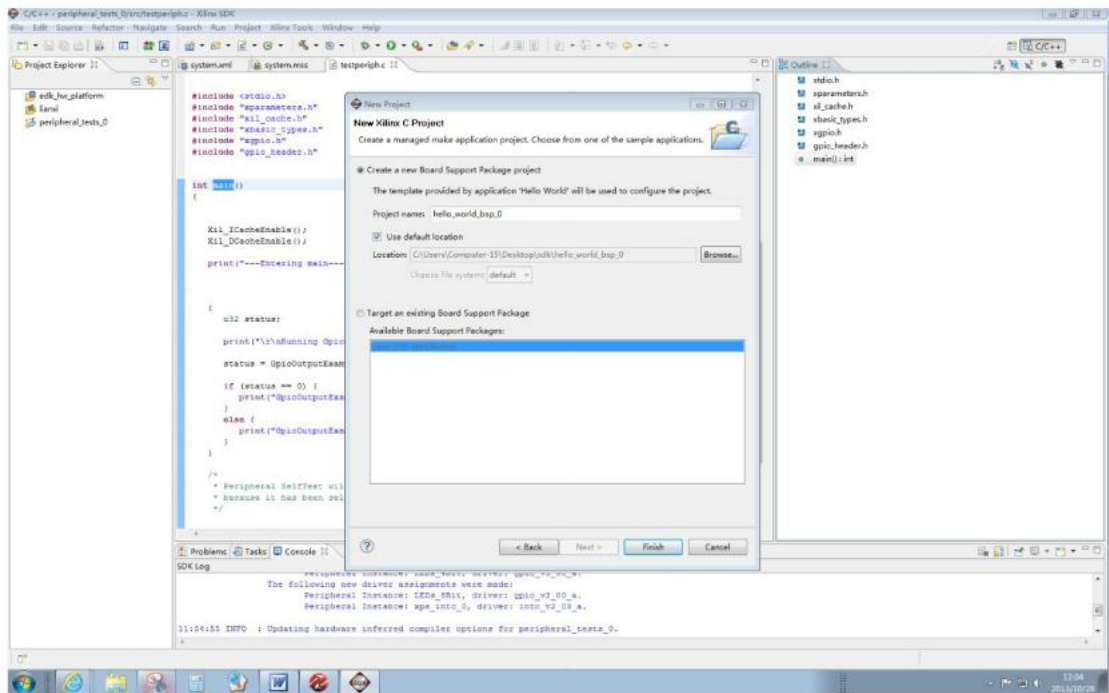 C/C++ - peripheral_tests_0/src/testperiph.c - Xilinx SDK
File Edit Source Refactor Navigate Search Run Project Xilinx Tools Window Help
C/C++
Project Explorer
edk_hw_platform
peripheral_tests_0
system.xml
system.mss
testperiph.c
#include <stdio.h>
#include "xparameters.h"
#include "xil_cache.h"
#include "xbasic_types.h"
#include "xgpio.h"
#include "gpio_header.h"
int main()
{
Xil_ICacheEnable();
Xil_DCacheEnable();
print("---Entering main---
{
u32 status;
print("\r\nRunning Gpio
status = GpioOutputExam
if (status == 0) {
print("GpioOutputExa
}
else {
print("GpioOutputExa
}
}
/*
* Peripheral SelfTest wil
* because it has been sel
*/
New Project
New Xilinx C Project
Create a managed make application project. Choose from one of the sample applications.
Create a new Board Support Package project
The template provided by application 'Hello World' will be used to configure the project.
Project name: hello_world_bsp_0
Use default location
Location: C:\Users\Computer-15\Desktop\sdk\hello_world_bsp_0
Browse...
Choose file system: default
Target an existing Board Support Package
Available Board Support Packages:
< Back
Next >
Finish
Cancel
Outline
stdio.h
xparameters.h
xil_cache.h
xbasic_types.h
xgpio.h
gpio_header.h
main() : int
Problems
Tasks
Console
SDK Log
Peripheral Instance: LEDs_4Bit, driver: gpio_v3_00_a.
The following new driver assignments were made:
Peripheral Instance: LEDs_8Bit, driver: gpio_v3_00_a.
Peripheral Instance: xps_intc_0, driver: intc_v2_03_a.
11:54:53 INFO : Updating hardware inferred compiler options for peripheral_tests_0.
12:04